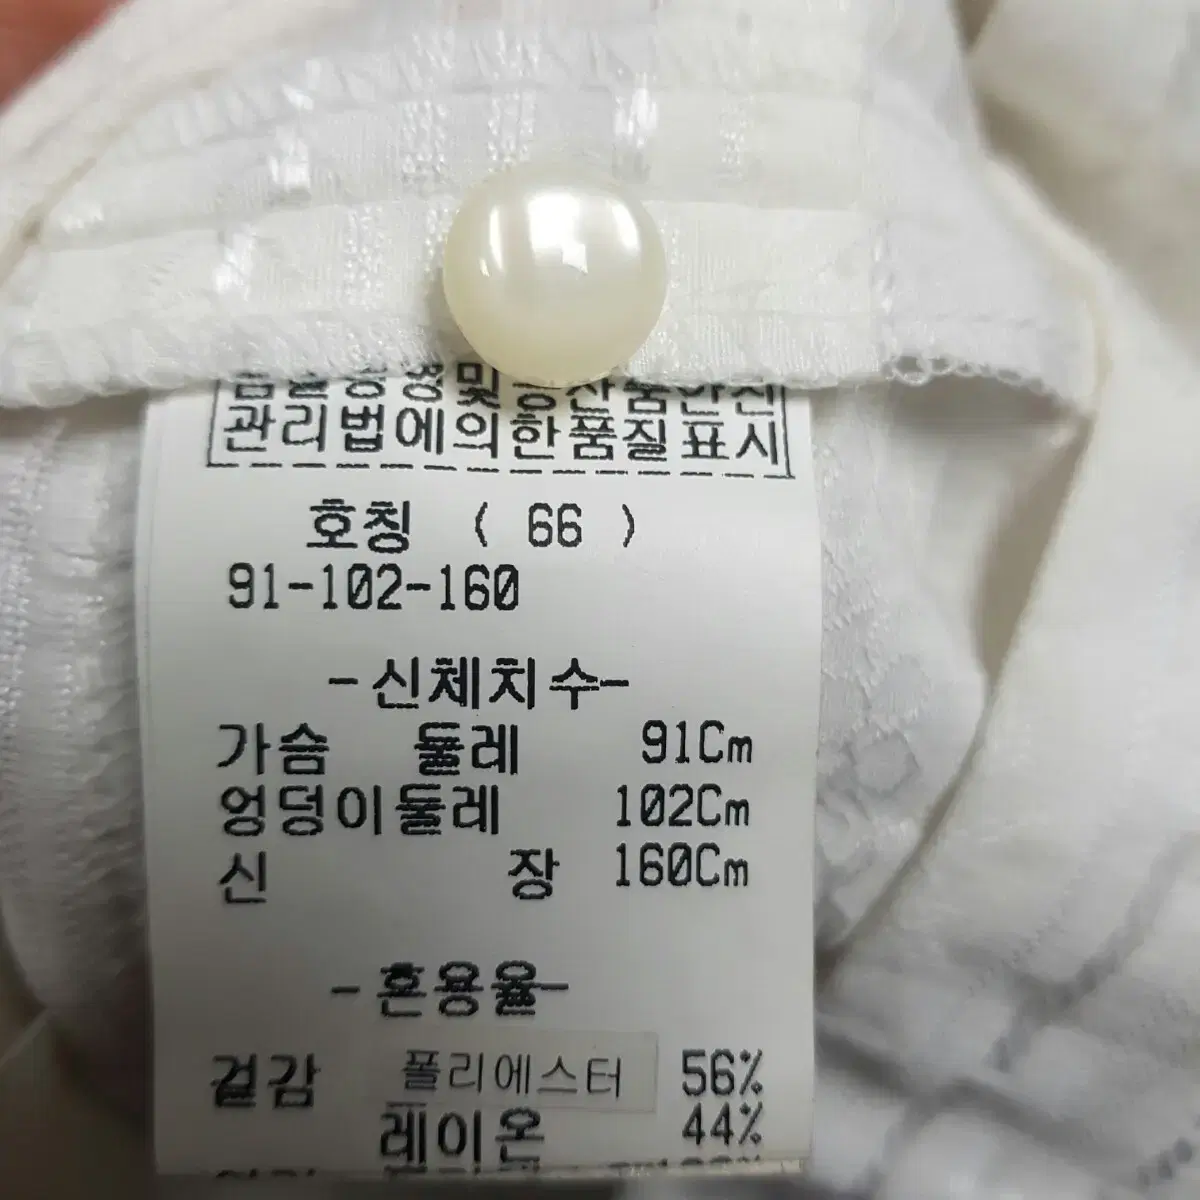 관리법에의한품질표시
호칭 ( 66 )
91-102-160
-신체치수-
가슴 둘레 91Cm
엉덩이둘레 102Cm
신 장 160Cm
-혼용율-
겉감 폴리에스터 56%
레이온 44%